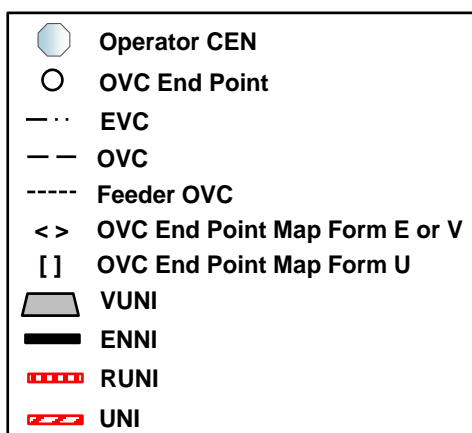 Operator CEN
OVC End Point
EVC
OVC
Feeder OVC
< > OVC End Point Map Form E or V
[ ] OVC End Point Map Form U
VUNI
ENNI
RUNI
UNI